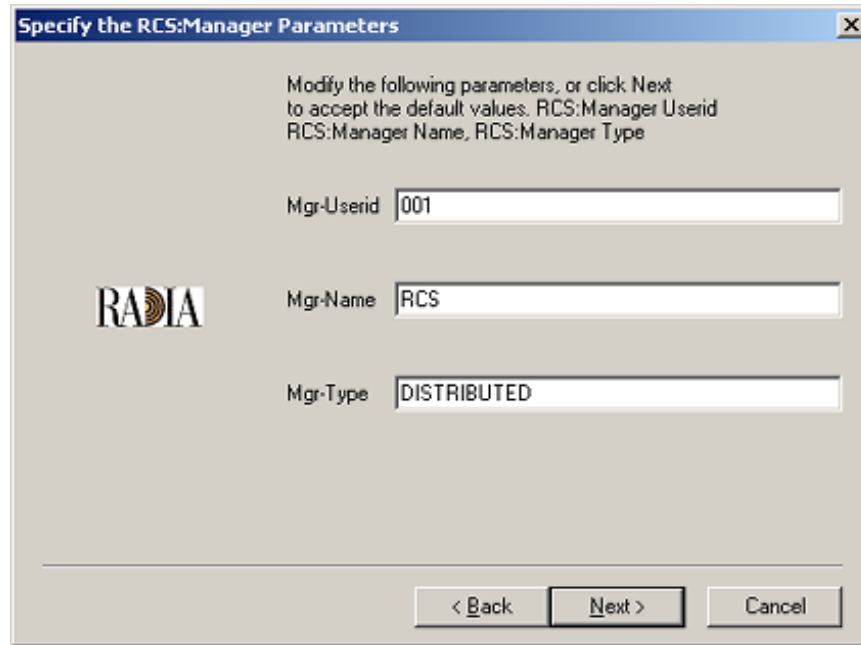 Specify the RCS:Manager Parameters
Modify the following parameters, or click Next
to accept the default values. RCS:Manager Userid
RCS:Manager Name, RCS:Manager Type
Mgr-Userid 001
RADIA
Mgr-Name RCS
Mgr-Type DISTRIBUTED
< Back Next > Cancel